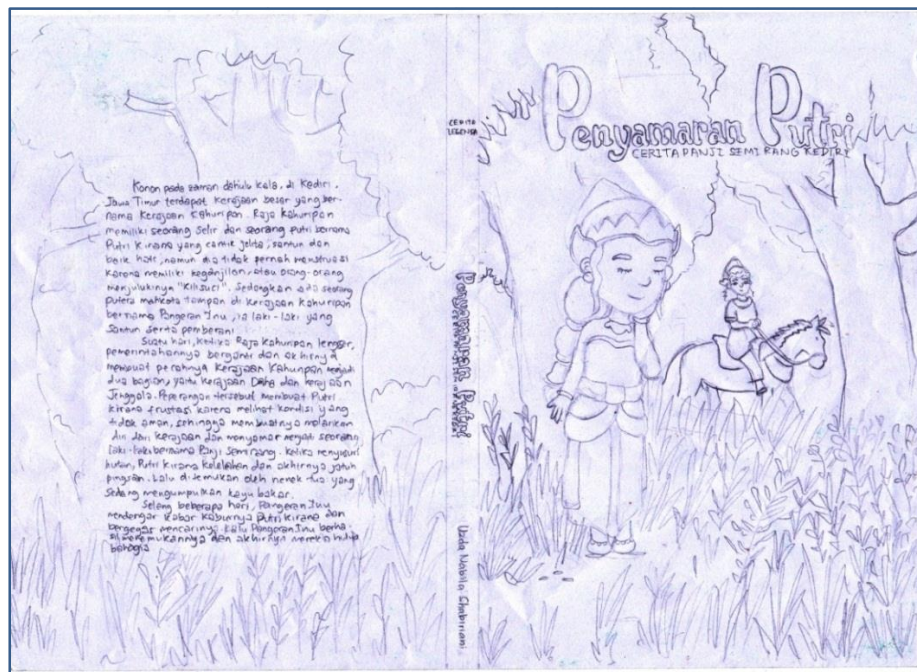 Konon pada zaman dahulu kala, di Kediri,
Jawa Timur terdapat kerajaan besar yang ber-
nama kerajaan Kahuripan. Raja Kahuripan
memiliki seorang selir dan seorang putri bernama
Putri Kirana yang cantik jelita, santun dan
baik hati, namun dia tidak pernah menstruasi
karena memiliki keganjilan, atau orang-orang
menjulukinya "Kilisuci". Sedangkan ada seorang
putera mahkota tampan di kerajaan Kahuripan
bernama Pangeran Inu, ia laki-laki yang
santun serta pemberani.
Suatu hari, ketika Raja Kahuripan lengser,
pemerintahannya berganti dan akhirnya
membuat pecahnya kerajaan Kahuripan menjadi
dua bagian, yaitu kerajaan Daha dan kerajaan
Jenggala. Peperangan tersebut membuat Putri
Kirana frustasi karena melihat kondisi yang
tidak aman, sehingga membuatnya melarikan
diri dari kerajaan dan menyamar menjadi seorang
laki-laki bernama Panji Semirang. Ketika menyusuri
hutan, Putri Kirana kelelahan dan akhirnya jatuh
pingsan. Lalu ditemukan oleh nenek tua yang
sedang mengumpulkan kayu bakar.
Selang beberapa hari, Pangeran Inu
mendengar kabar kaburnya Putri Kirana dan
bergegas mencarinya. Lalu Pangeran Inu berha-
sil menemukannya dan akhirnya mereka hidup
bahagia
CERITA
LEGENDA
Penyamaran Putri
Ubda Nabila Ghabiriani
Penyamaran Putri
CERITA PANJI SEMIRANG KEDIRI